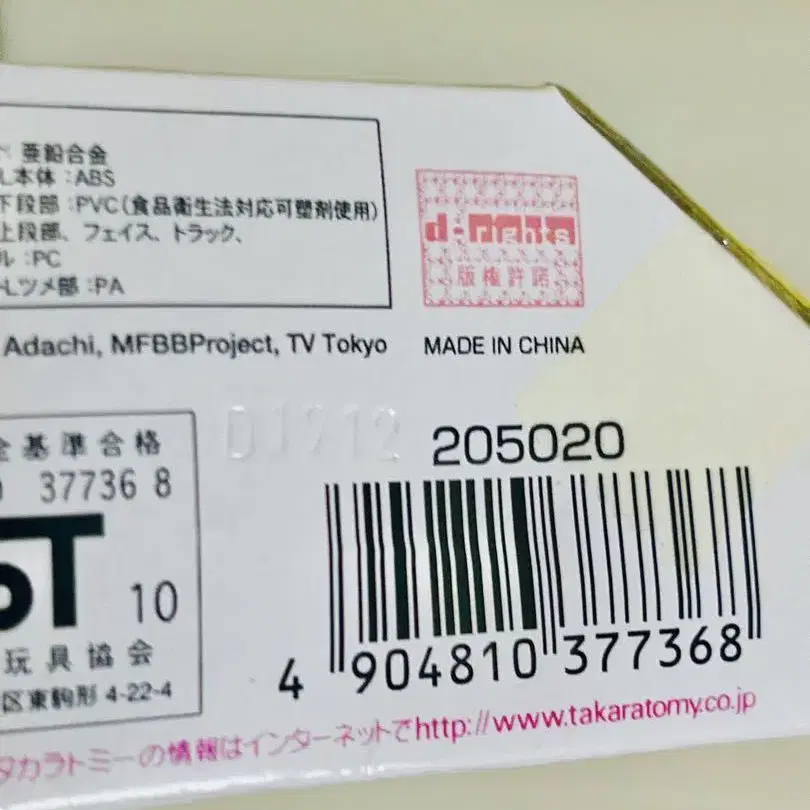 亜鉛合金
L本体:ABS
下段部:PVC(食品衛生法対応可塑剤使用)
上段部、フェイス、トラック、
ル:PC
Lツメ部:PA
d-rights
版権許諾
Adachi, MFBBProject, TV Tokyo
MADE IN CHINA
基準合格
37736 8
ST
10
玩具協会
区東駒形 4-22-4
205020
4 904810 377368
タカラトミーの情報はインターネットでhttp://www.takaratomy.co.jp